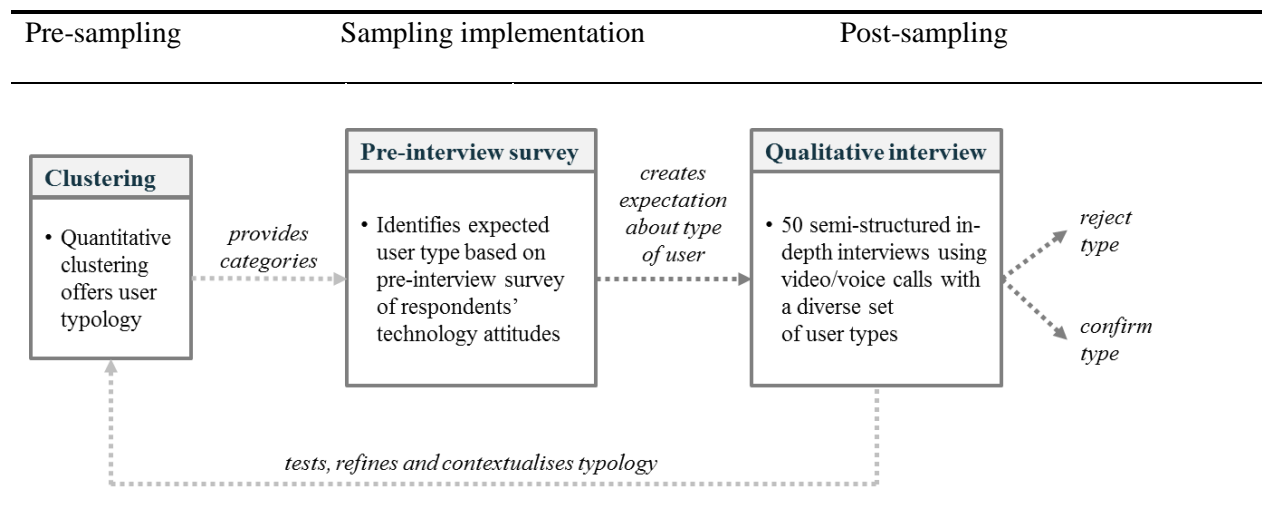 Pre-sampling
Sampling implementation
Post-sampling
Clustering
• Quantitative
clustering
offers user
typology
provides
categories
Pre-interview survey
• Identifies expected
user type based on
pre-interview survey
of respondents’
technology attitudes
creates
expectation
about type
of user
Qualitative interview
• 50 semi-structured in-
depth interviews using
video/voice calls with
a diverse set
of user types
reject
type
confirm
type
tests, refines and contextualises typology